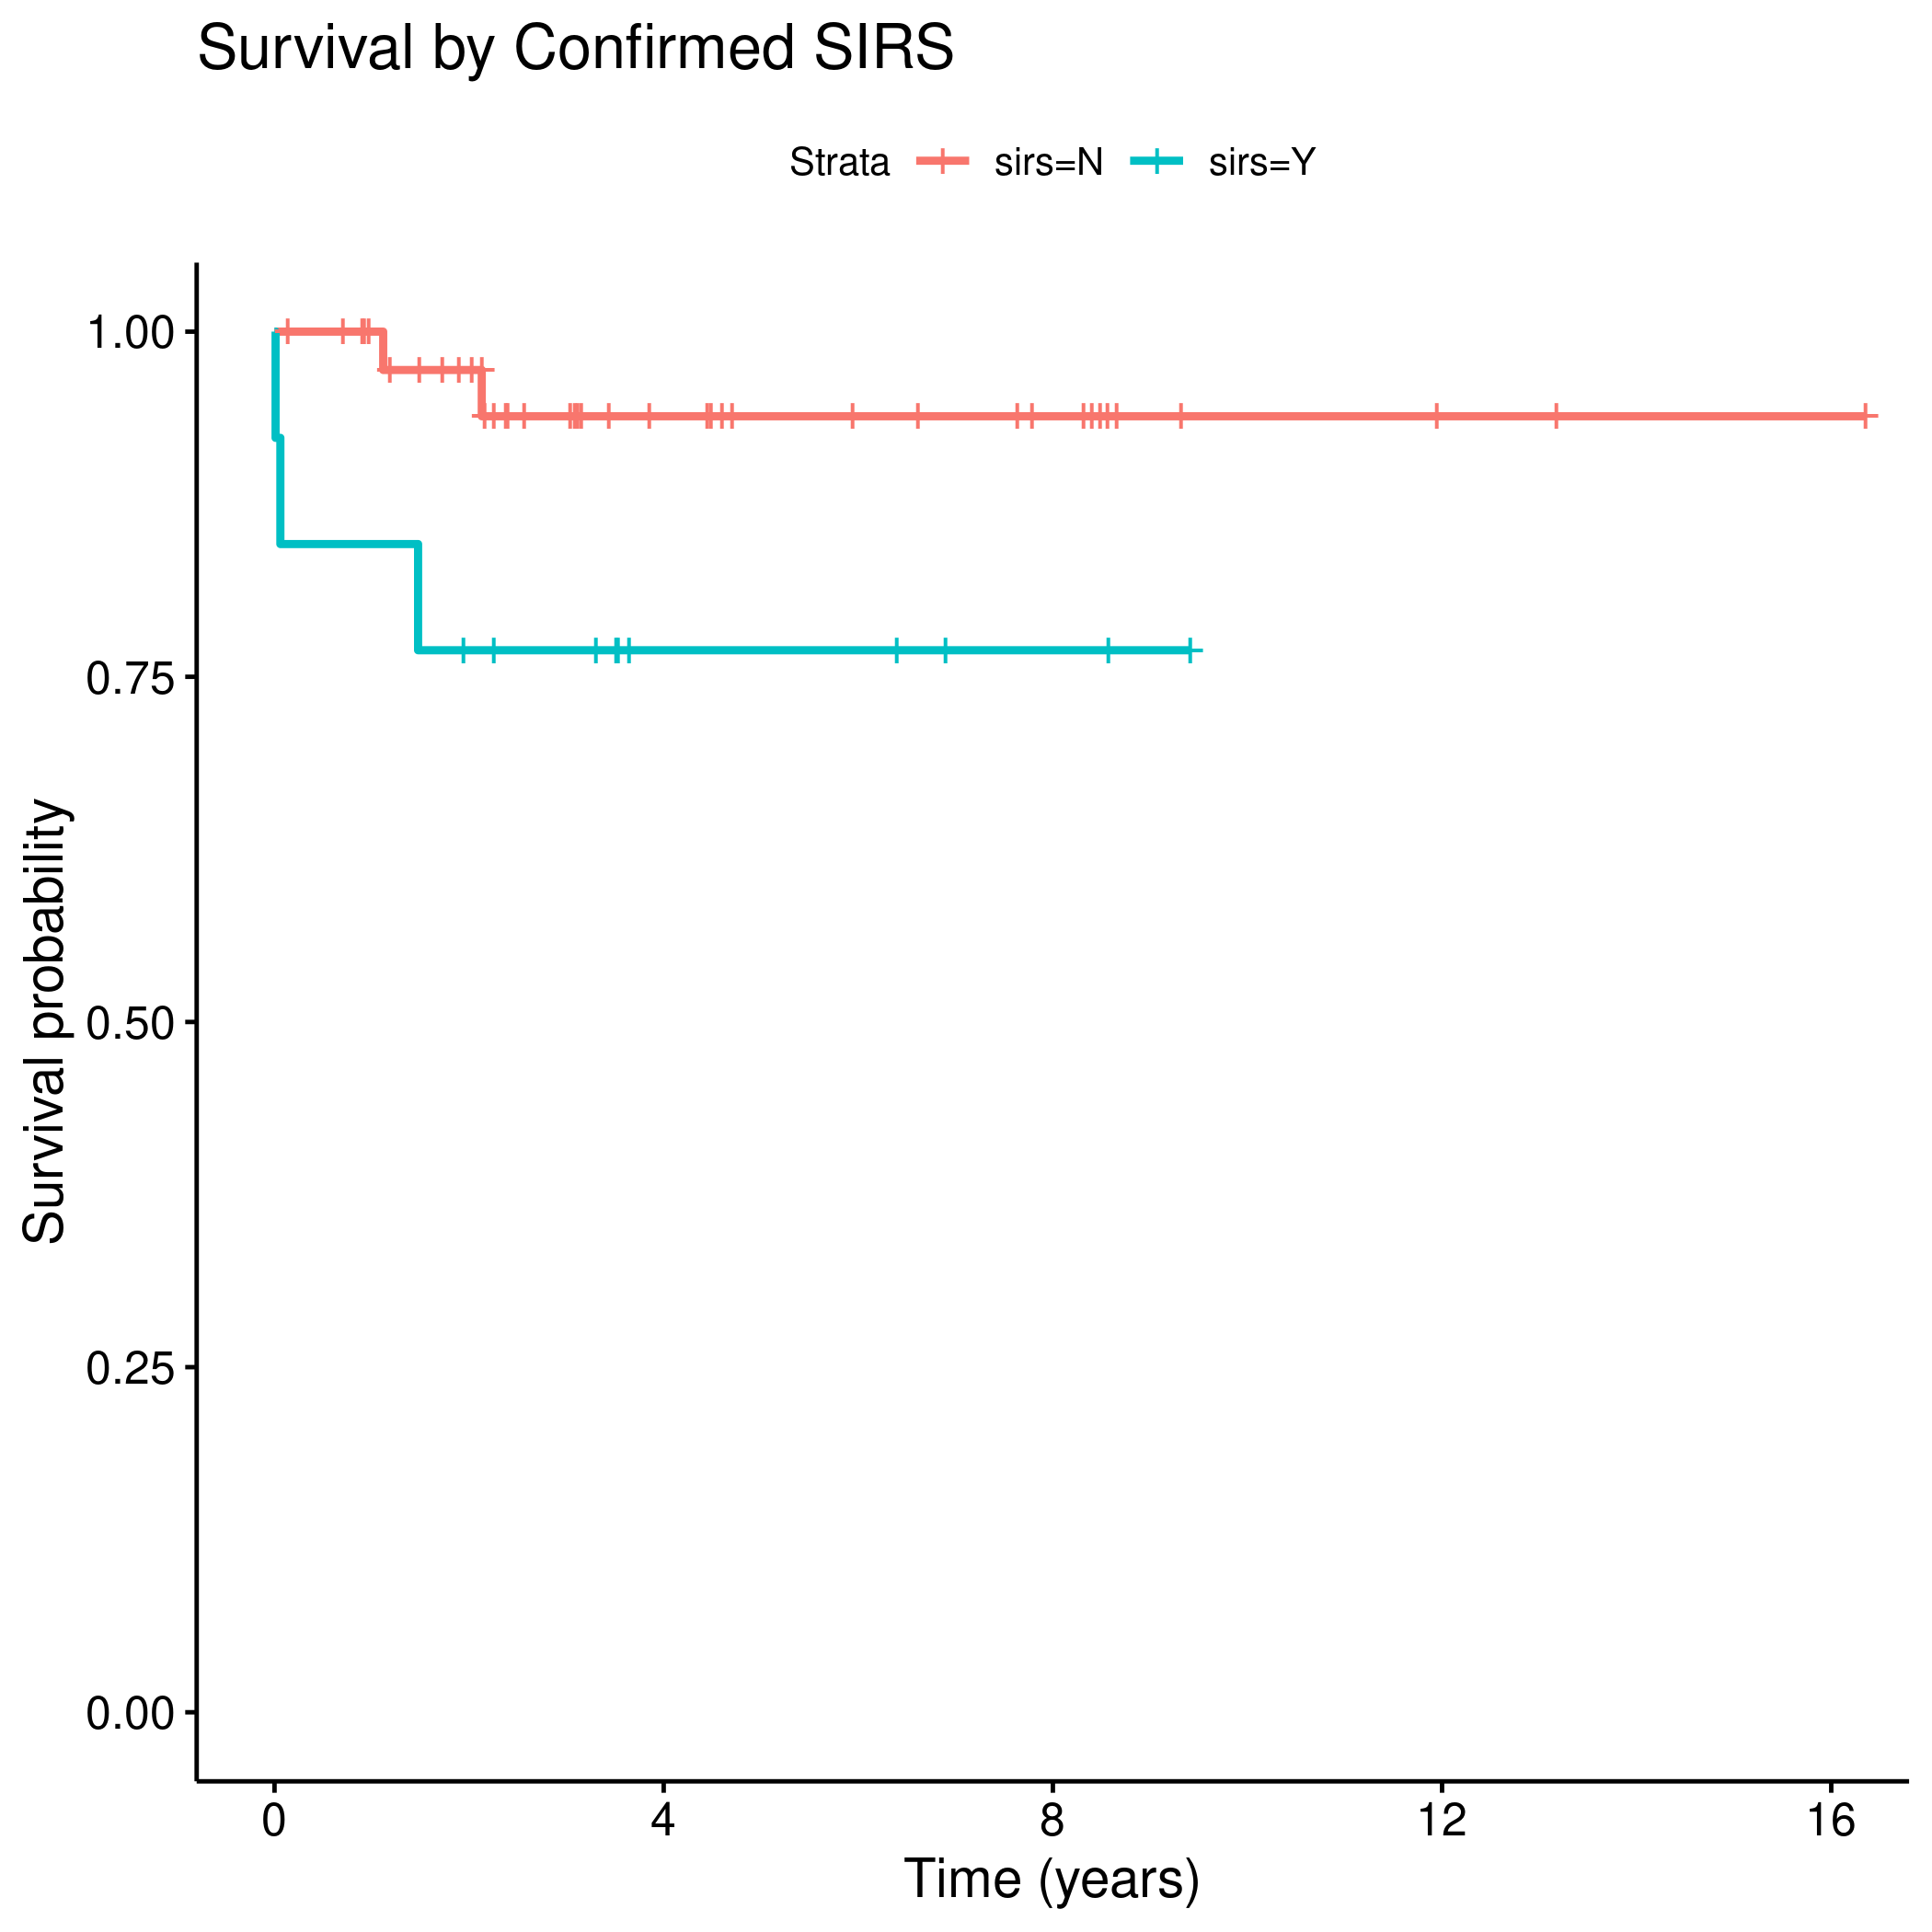 Survival by Confirmed SIRS
Strata sirs=N sirs=Y
1.00
0.75
0.50
0.25
0.00
Survival probability
0 4 8 12 16
Time (years)